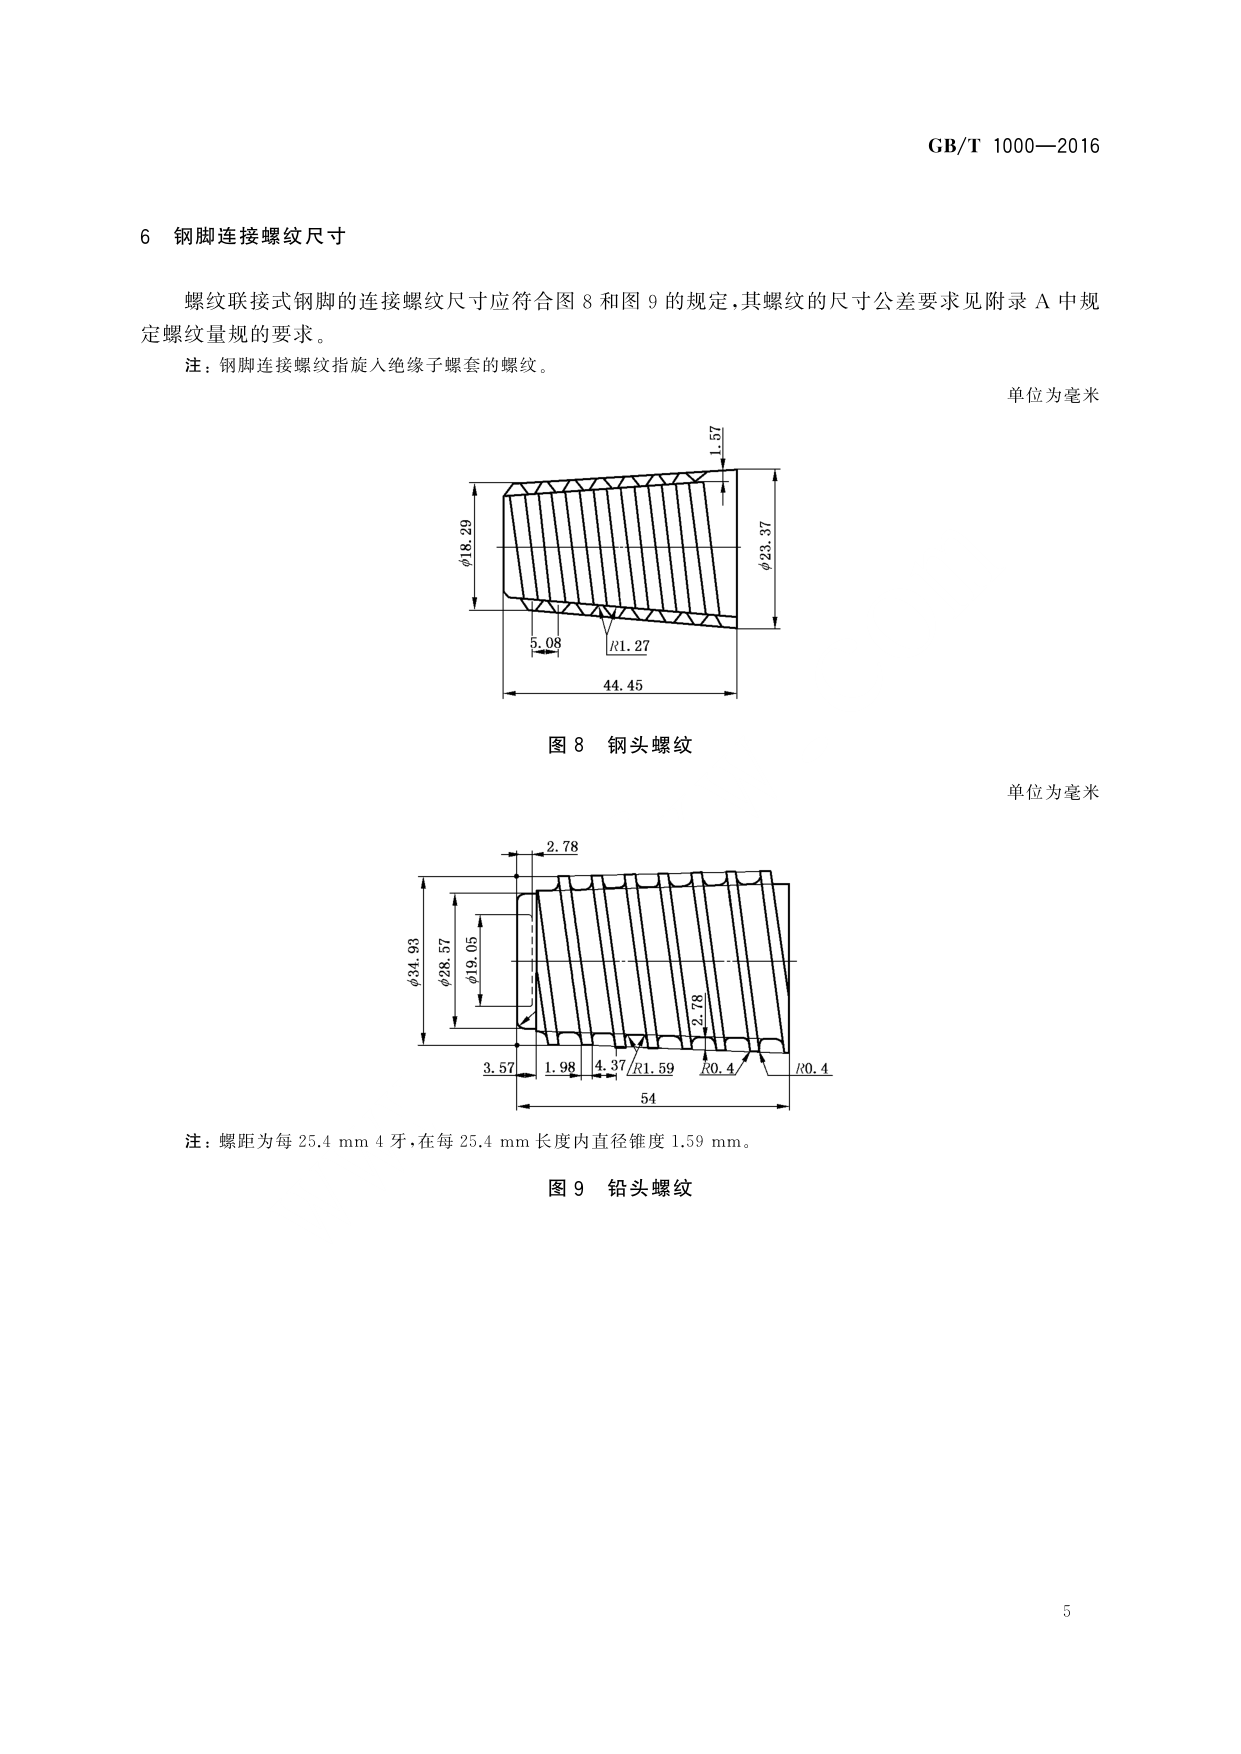 GB/T 1000—2016
6 钢脚连接螺纹尺寸
螺纹联接式钢脚的连接螺纹尺寸应符合图 8 和图 9 的规定,其螺纹的尺寸公差要求见附录 A 中规
定螺纹量规的要求。
注:钢脚连接螺纹指旋入绝缘子螺套的螺纹。
单位为毫米
1.57
ϕ18.29
ϕ23.37
5.08
R1.27
44.45
图 8 钢头螺纹
单位为毫米
2.78
ϕ34.93
ϕ28.57
ϕ19.05
2.78
3.57
1.98
4.37
R1.59
R0.4
R0.4
54
注:螺距为每 25.4 mm 4 牙,在每 25.4 mm 长度内直径锥度 1.59 mm。
图 9 铅头螺纹
5